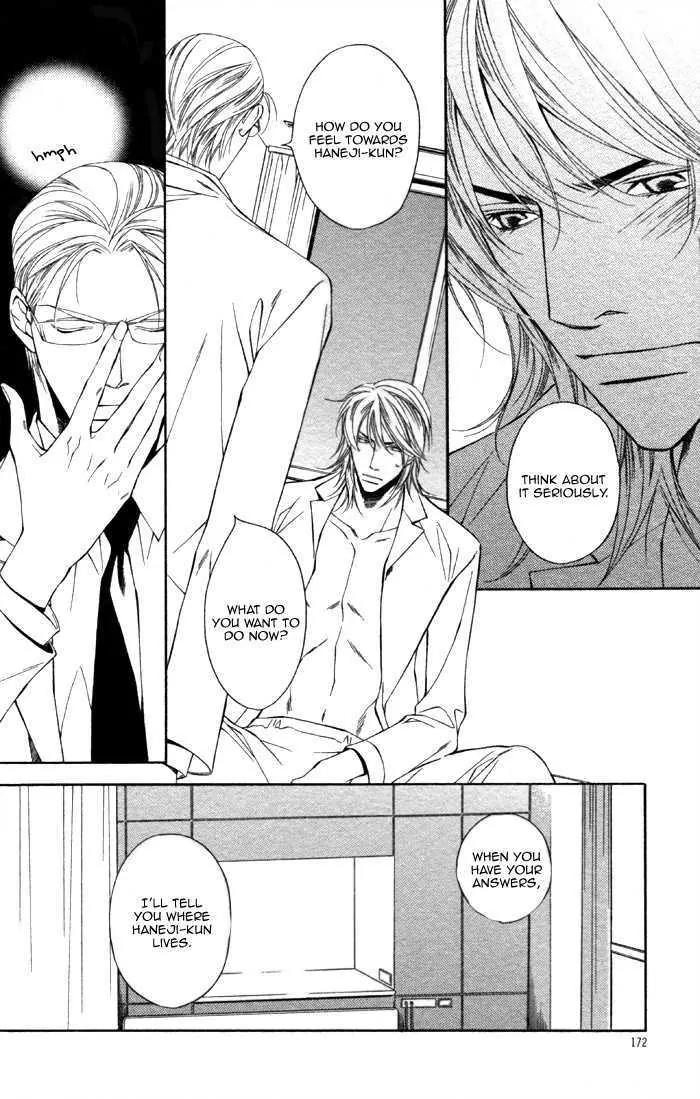 THINK ABOUT
IT SERIOUSLY.
HOW DO YOU
FEEL TOWARDS
HANEJI-KUN?
WHAT DO
YOU WANT TO
DO NOW?
hmph
WHEN YOU
HAVE YOUR
ANSWERS,
I'LL TELL
YOU WHERE
HANEJI-KUN
LIVES.
172